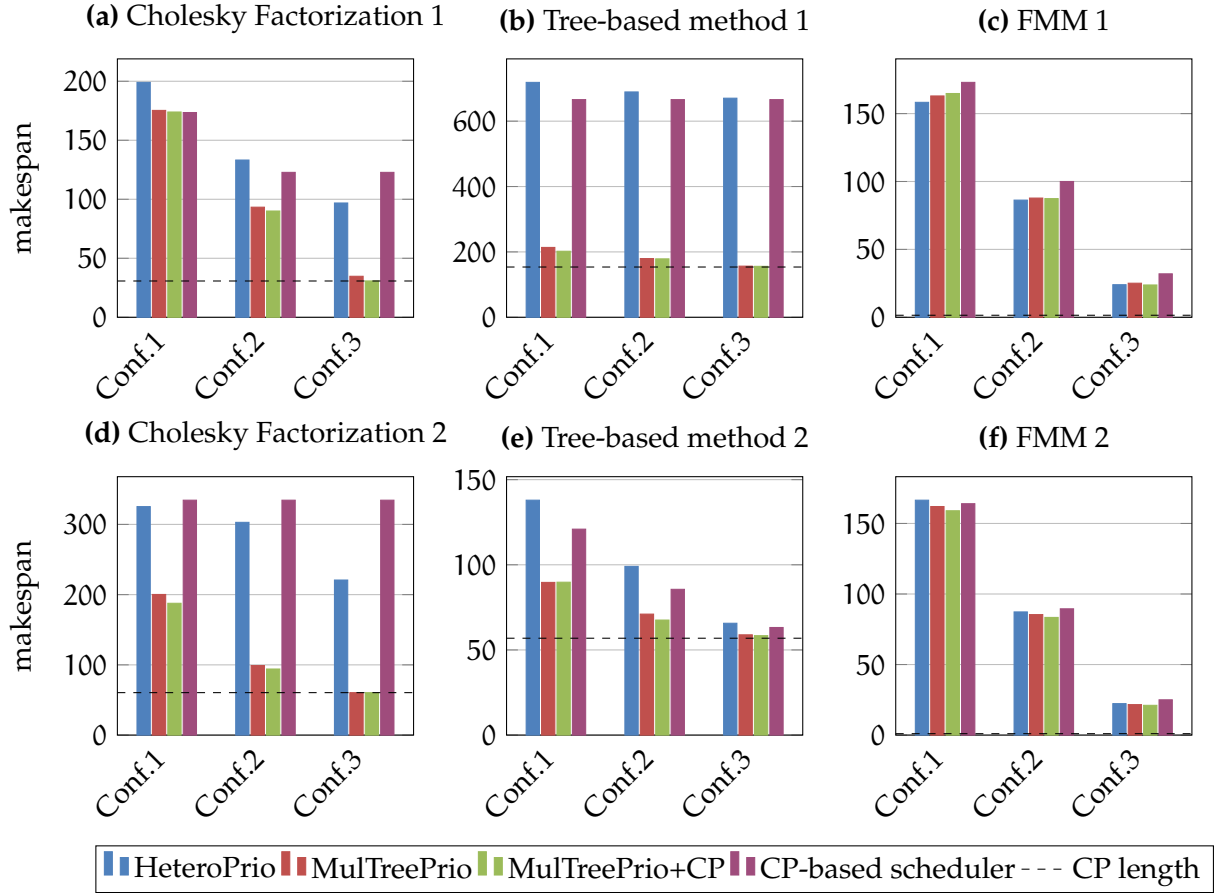 (a) Cholesky Factorization 1
(b) Tree-based method 1
(c) FMM 1
makespan
200
150
100
50
0
Conf.1
Conf.2
Conf.3
600
400
200
0
Conf.1
Conf.2
Conf.3
150
100
50
0
Conf.1
Conf.2
Conf.3
(d) Cholesky Factorization 2
(e) Tree-based method 2
(f) FMM 2
makespan
300
200
100
0
Conf.1
Conf.2
Conf.3
150
100
50
0
Conf.1
Conf.2
Conf.3
150
100
50
0
Conf.1
Conf.2
Conf.3
HeteroPrio MulTreePrio MulTreePrio+CP CP-based scheduler CP length